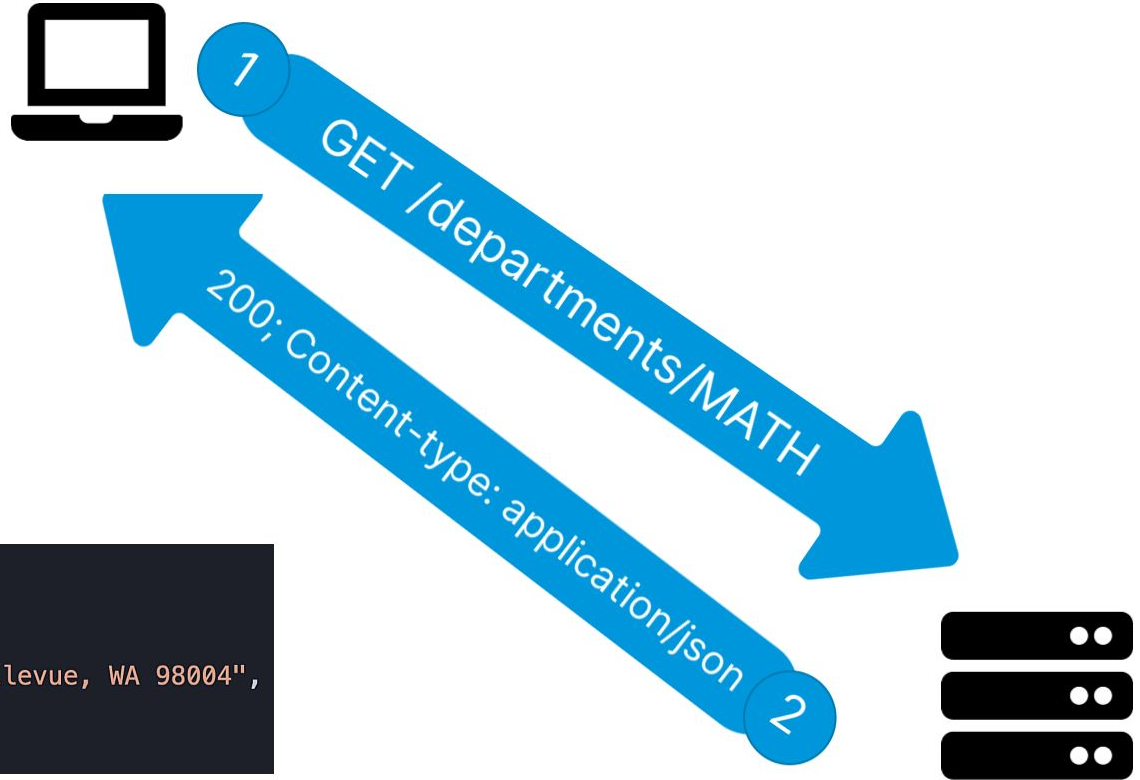 1
GET /departments/MATH
200; Content-type: application/json
2
levue, WA 98004",